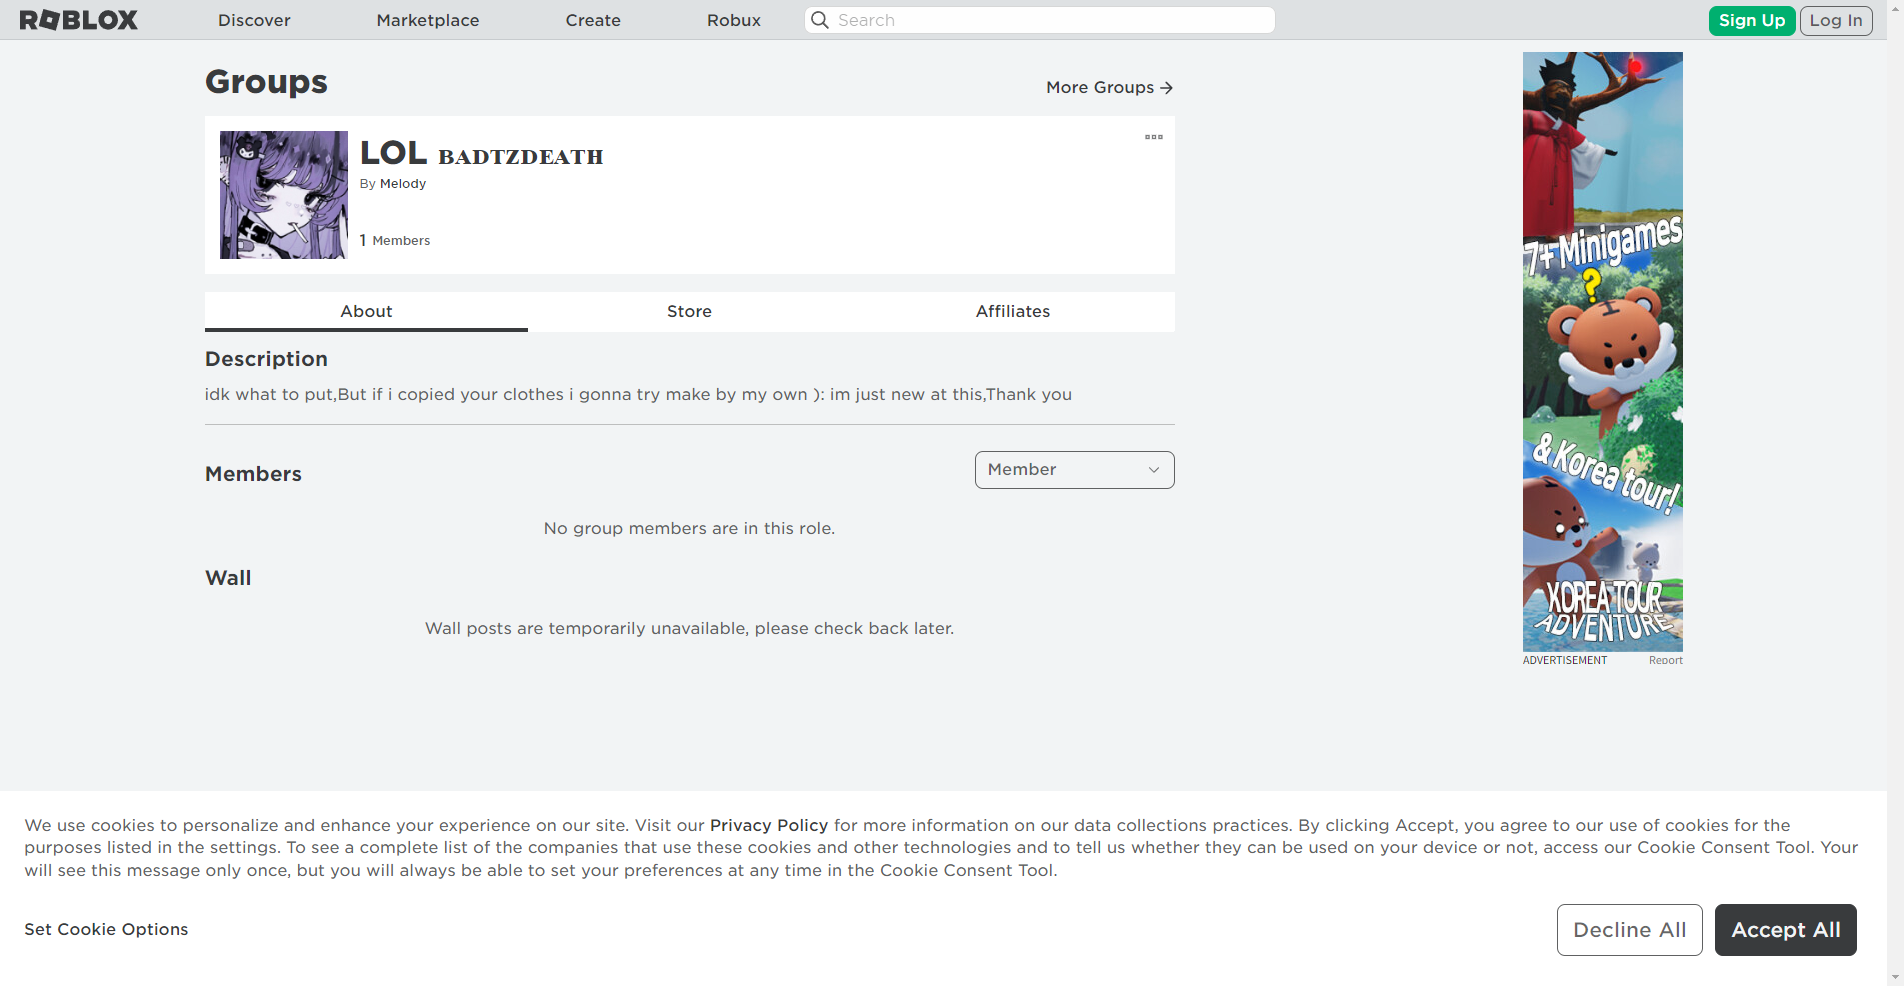 ROBLOX
Discover
Marketplace
Create
Robux
Search
Sign Up
Log In
Groups
More Groups →
LOL BADTZDEATH
By Melody
1 Members
About
Store
Affiliates
Description
idk what to put,But if i copied your clothes i gonna try make by my own ): im just new at this,Thank you
Members
Member
No group members are in this role.
Wall
Wall posts are temporarily unavailable, please check back later.
7+ Minigames
?
& Korea tour!
KOREA TOUR
ADVENTURE
ADVERTISEMENT
Report
We use cookies to personalize and enhance your experience on our site. Visit our Privacy Policy for more information on our data collections practices. By clicking Accept, you agree to our use of cookies for the
purposes listed in the settings. To see a complete list of the companies that use these cookies and other technologies and to tell us whether they can be used on your device or not, access our Cookie Consent Tool. Your
will see this message only once, but you will always be able to set your preferences at any time in the Cookie Consent Tool.
Set Cookie Options
Decline All
Accept All